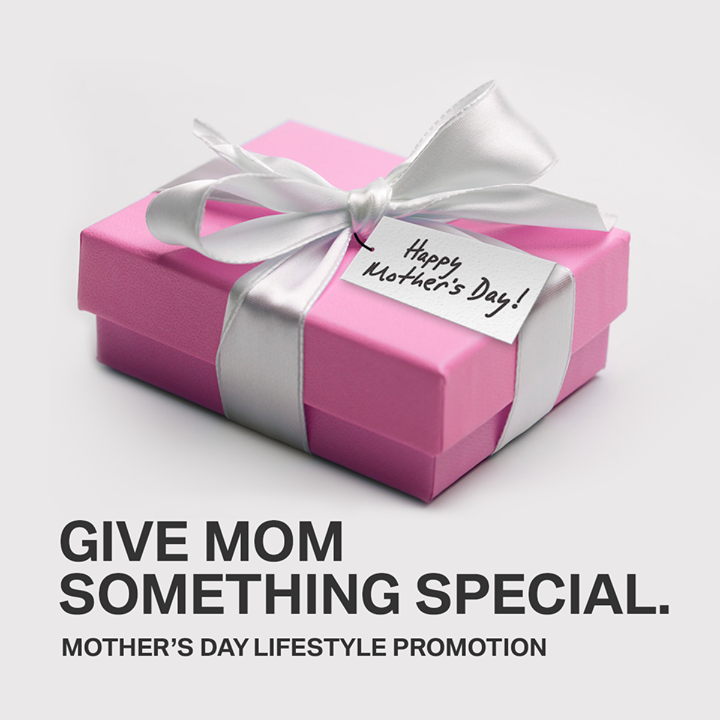 Happy
Mother's Day!
GIVE MOM
SOMETHING SPECIAL.
MOTHER’S DAY LIFESTYLE PROMOTION